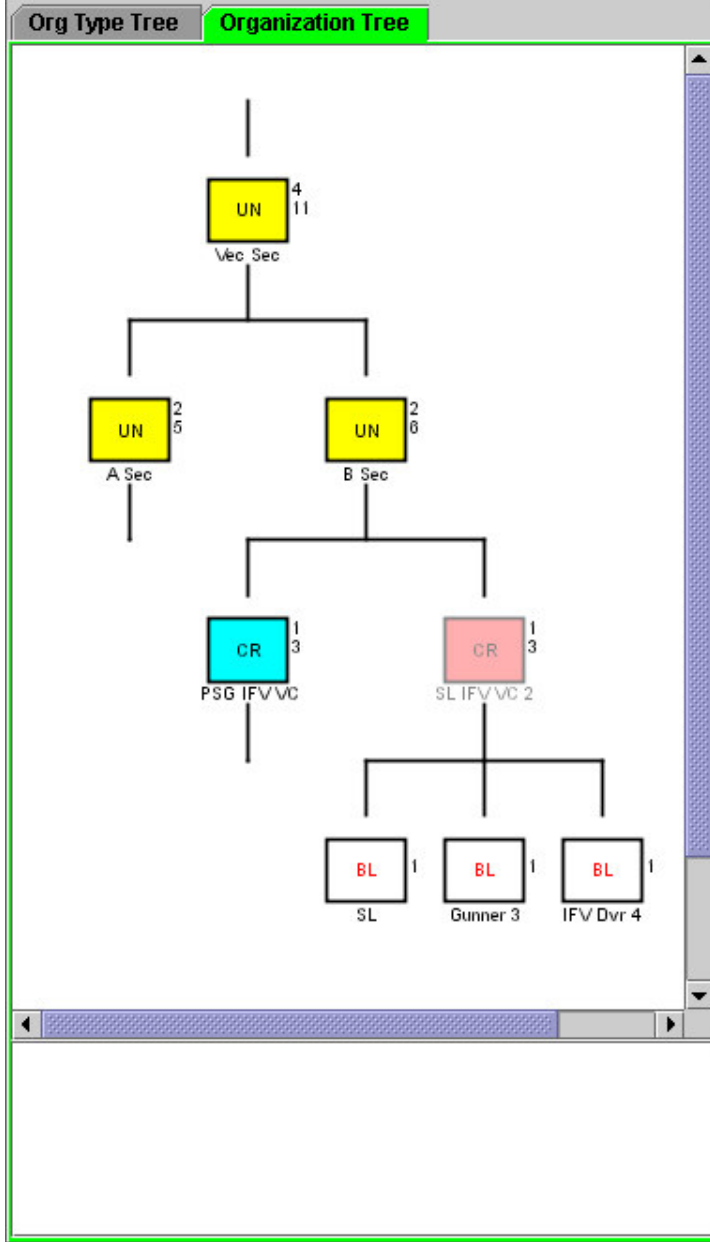 Org Type Tree
Organization Tree
UN
4
11
Vec Sec
UN
2
5
A Sec
UN
2
6
B Sec
CR
1
3
PSG IFV VC
CR
1
3
SL IFV VC 2
BL
1
SL
BL
1
Gunner 3
BL
1
IFV Dvr 4